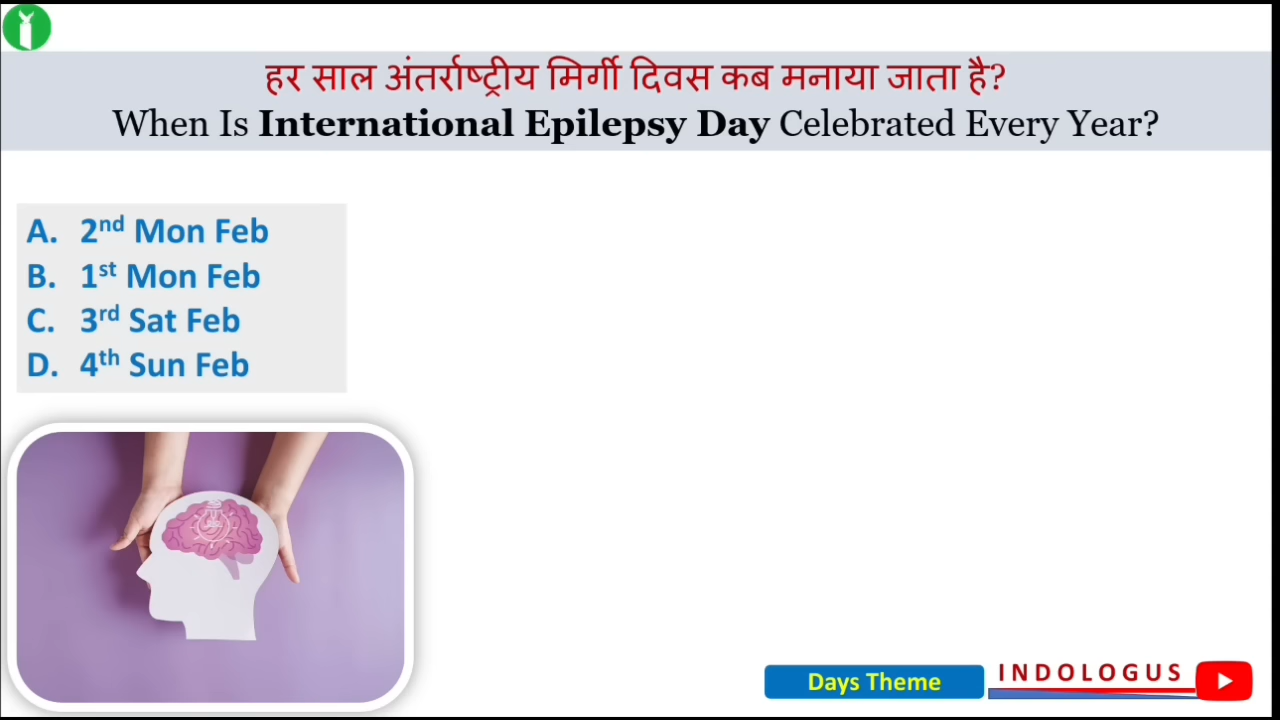 हर साल अंतर्राष्ट्रीय मिर्गी दिवस कब मनाया जाता है?
When Is International Epilepsy Day Celebrated Every Year?
A. 2nd Mon Feb
B. 1st Mon Feb
C. 3rd Sat Feb
D. 4th Sun Feb
Days Theme
INDOLOGUS